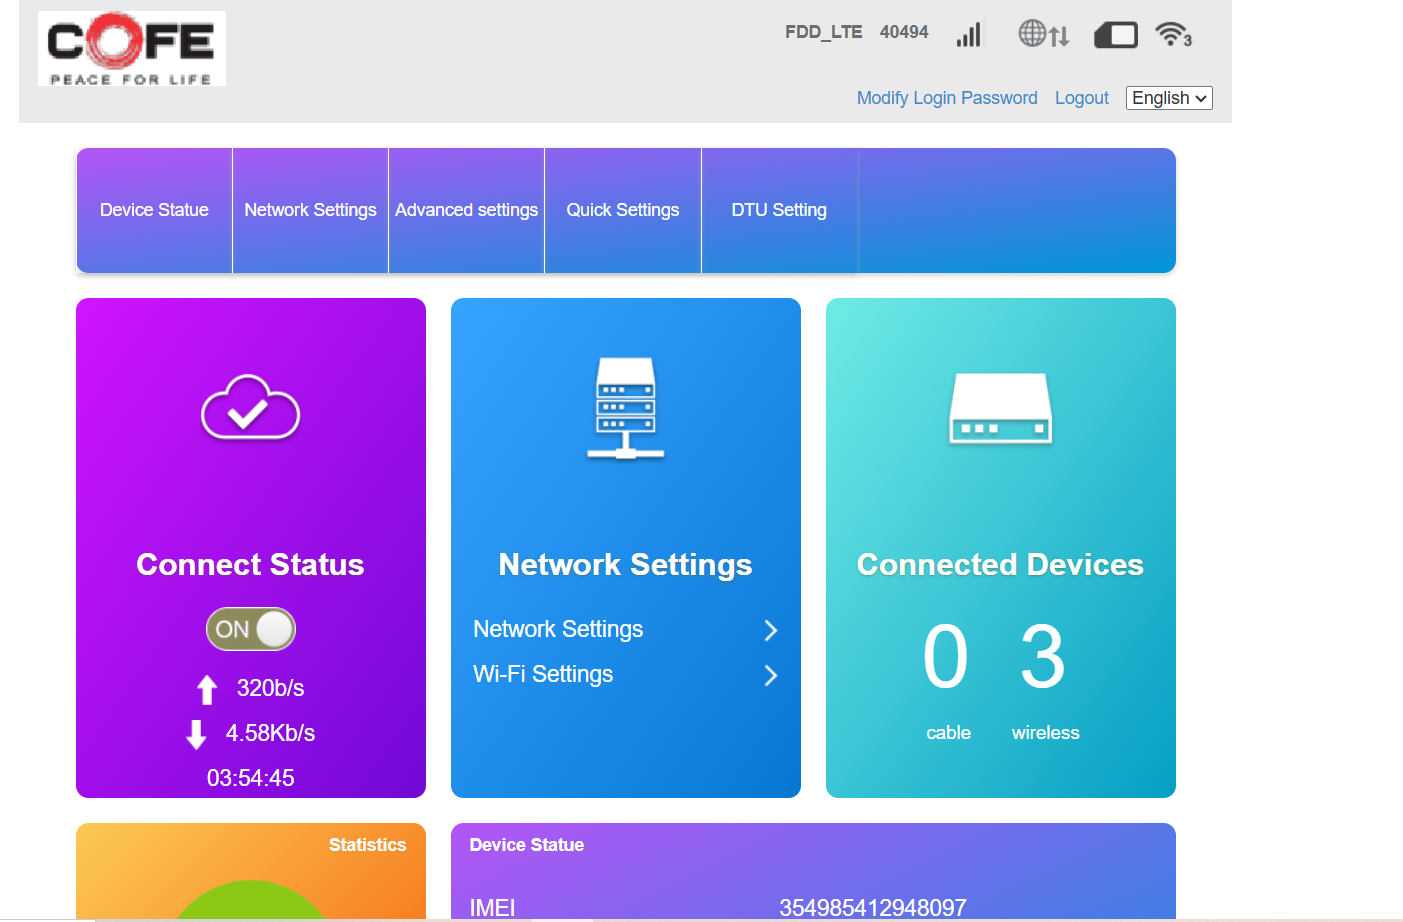 COFE
PEACE FOR LIFE
FDD_LTE 40494 3
Modify Login Password Logout English
Device Statue Network Settings Advanced settings Quick Settings DTU Setting
Connect Status
ON
320b/s
4.58Kb/s
03:54:45
Network Settings
Network Settings
Wi-Fi Settings
Connected Devices
0 3
cable wireless
Statistics
Device Statue
IMEI 354985412948097